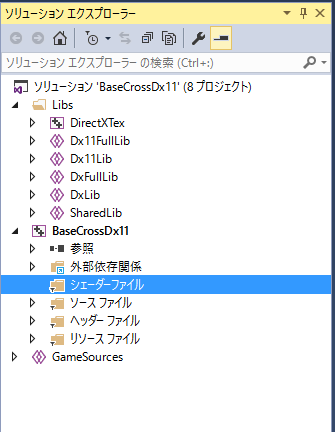 ソリューション エクスプローラー
ソリューション エクスプローラー の検索 (Ctrl+:)
ソリューション 'BaseCrossDx11' (8 プロジェクト)
Libs
DirectXTex
Dx11FullLib
Dx11Lib
DxFullLib
DxLib
SharedLib
BaseCrossDx11
参照
外部依存関係
シェーダーファイル
ソース ファイル
ヘッダー ファイル
リソース ファイル
GameSources